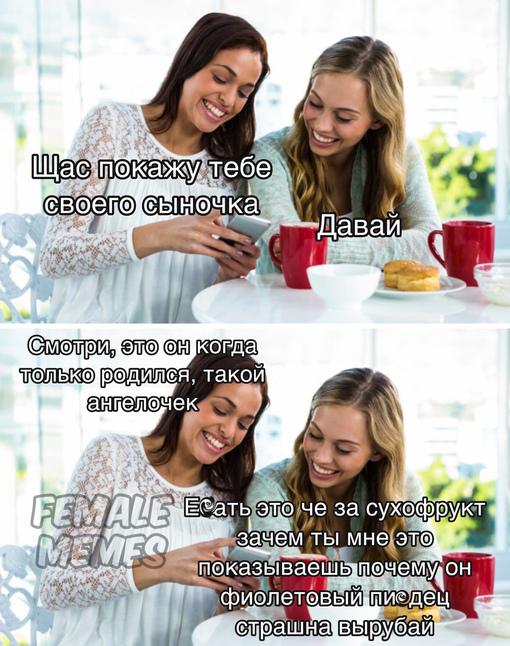 Щас покажу тебе
своего сыночка
Давай
Смотри, это он когда
только родился, такой
ангелочек
FEMALE
MEMES
Е@ать это че за сухофрукт
зачем ты мне это
показываешь почему он
фиолетовый пи@дец
страшна вырубай